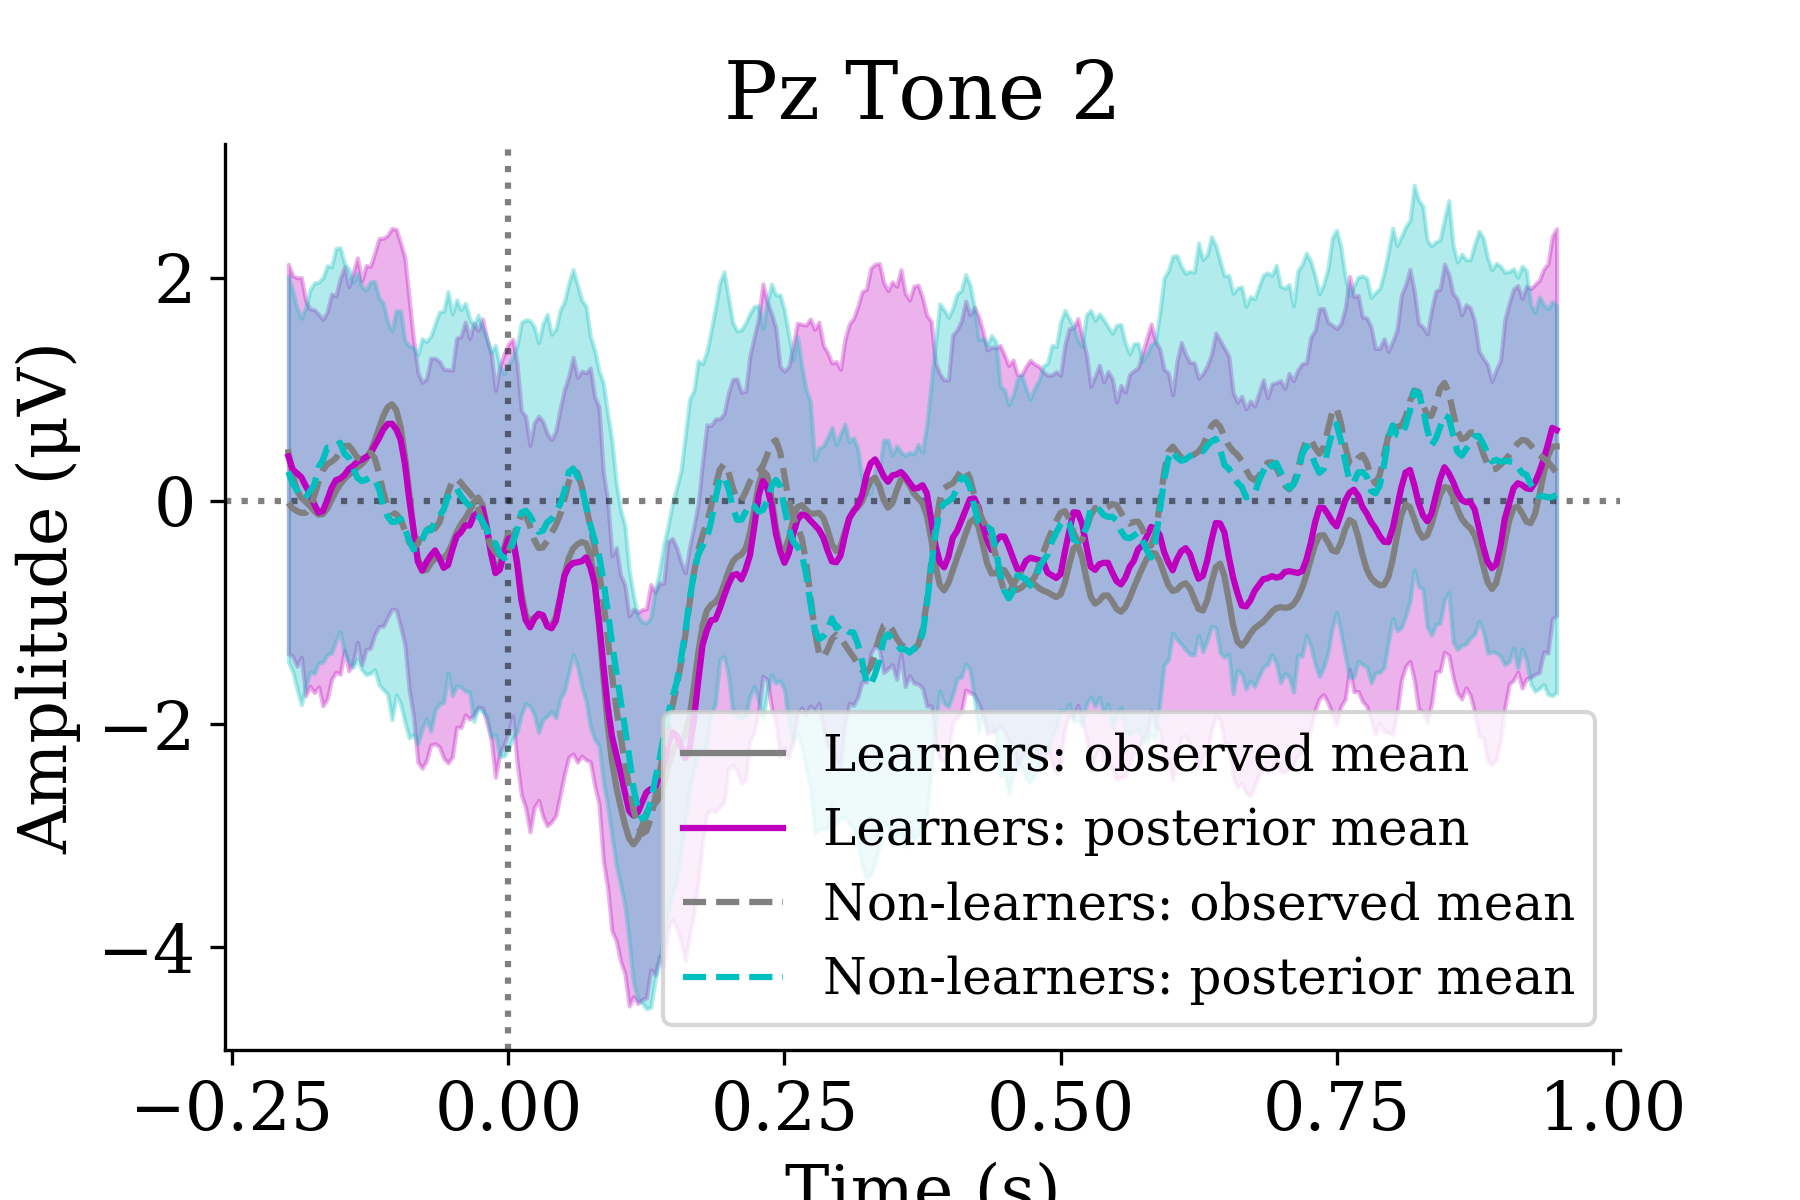 Pz Tone 2
Amplitude (µV)
2
0
−2
−4
Learners: observed mean
Learners: posterior mean
Non-learners: observed mean
Non-learners: posterior mean
−0.25 0.00 0.25 0.50 0.75 1.00
Time (s)